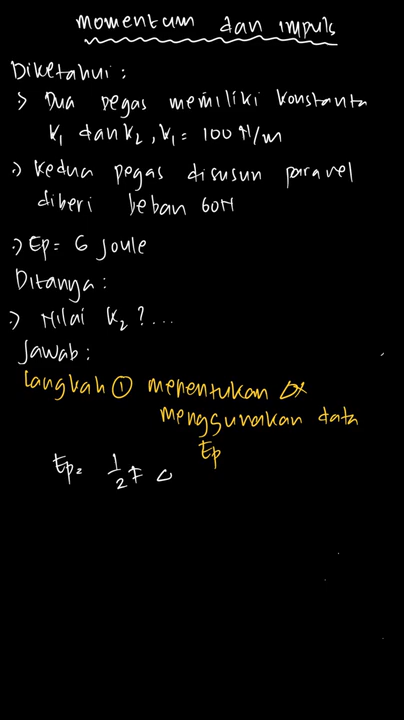 momentum dan impuls
Diketahui :
:) Dua pegas memiliki konstanta
k₁ dan k₂, k₁ = 100 N/m
:) kedua pegas disusun paravel
diberi beban 60N
:) Ep = 6 Joule
Ditanya :
:) Nilai k₂ ? ...
Jawab :
Langkah ① menentukan Δx
menggunakan data
Ep
Ep = 1/2 F Δ